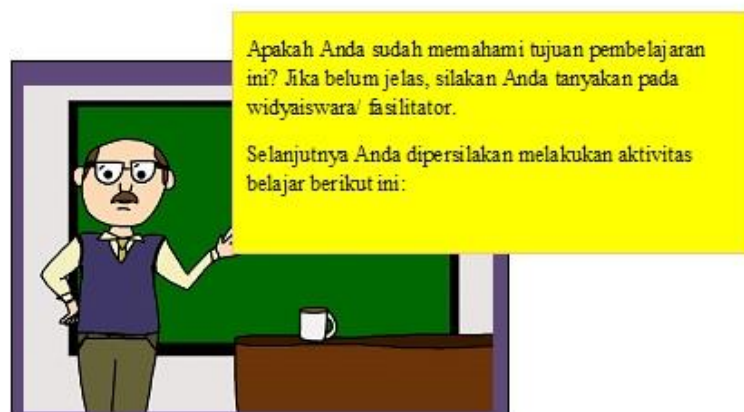 Apakah Anda sudah memahami tujuan pembelajaran
ini? Jika belum jelas, silakan Anda tanyakan pada
widyaiswara/ fasilitator.
Selanjutnya Anda dipersilakan melakukan aktivitas
belajar berikut ini: